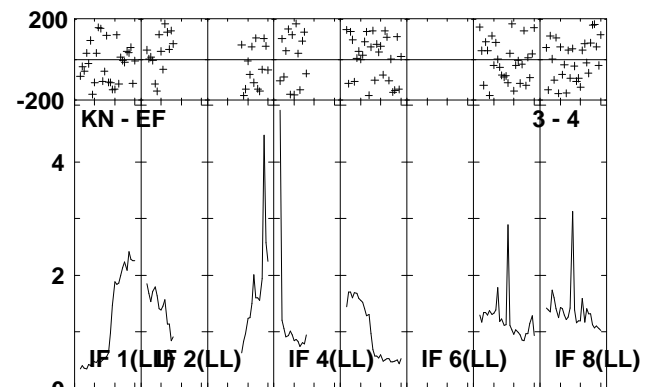 200
-200
KN - EF 3 - 4
4
2
IF 1(LL) IF 2(LL) IF 4(LL) IF 6(LL) IF 8(LL)
0